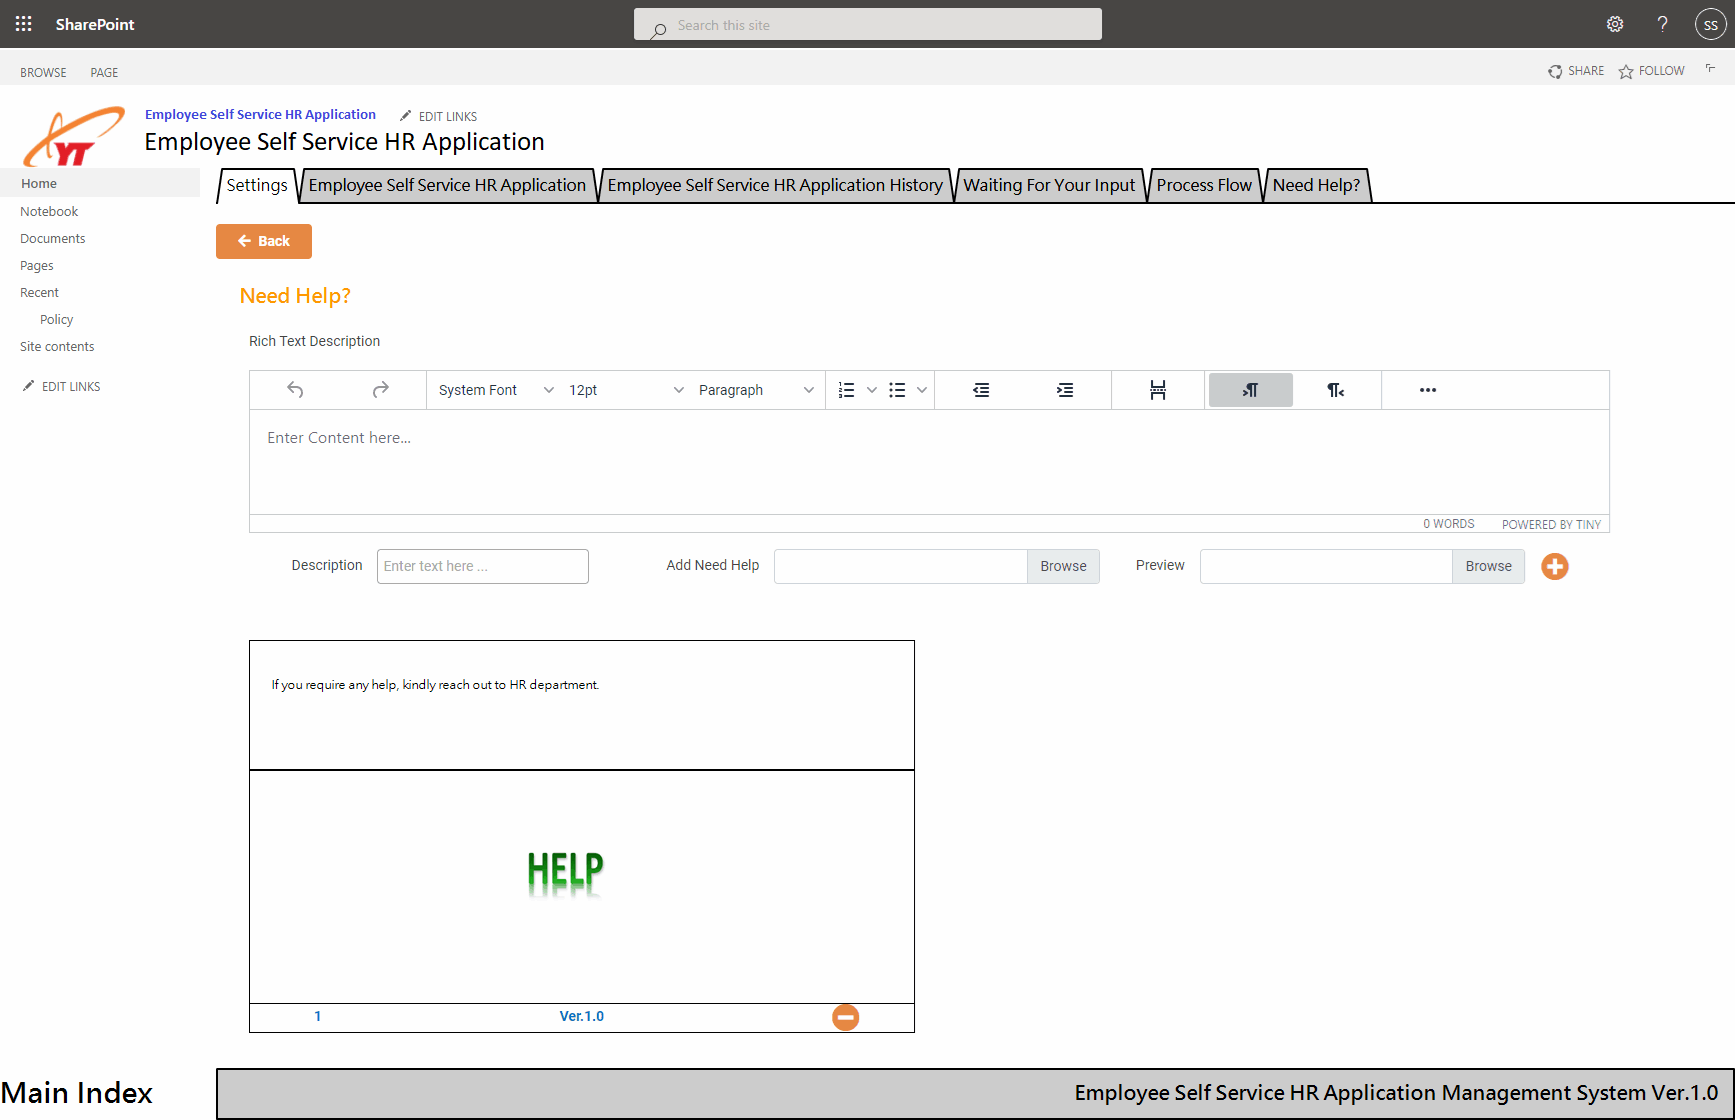 SharePoint
Search this site
?
SS
BROWSE PAGE
SHARE FOLLOW
YT
Employee Self Service HR Application EDIT LINKS
Employee Self Service HR Application
Settings Employee Self Service HR Application Employee Self Service HR Application History Waiting For Your Input Process Flow Need Help?
Home
Notebook
Documents
Pages
Recent
Policy
Site contents
EDIT LINKS
Back
Need Help?
Rich Text Description
System Font 12pt Paragraph
Enter Content here...
0 WORDS POWERED BY TINY
Description Enter text here ... Add Need Help Browse Preview Browse
If you require any help, kindly reach out to HR department.
HELP
1 Ver.1.0
Main Index
Employee Self Service HR Application Management System Ver.1.0